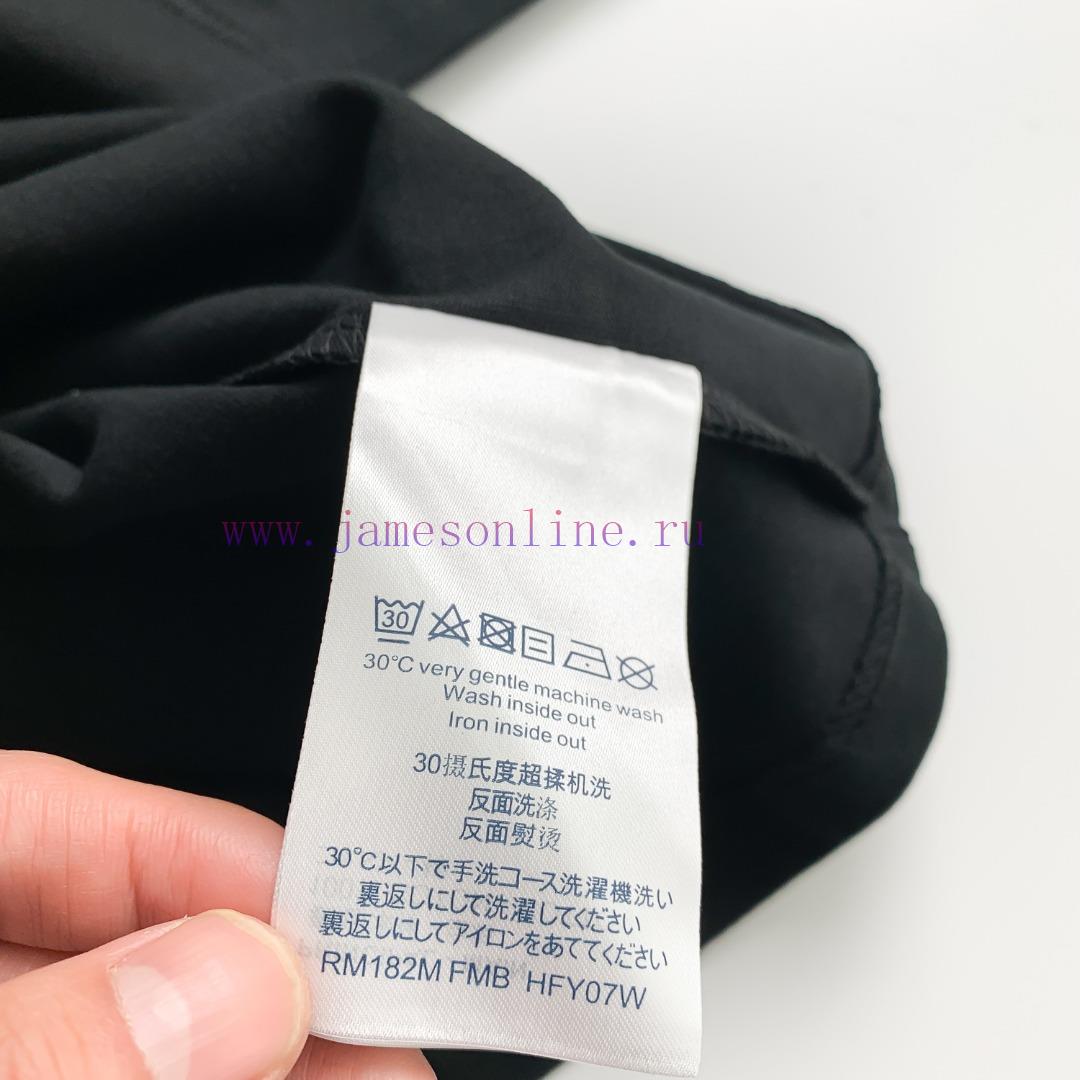 www.jamesonline.ru
30
30°C very gentle machine wash
Wash inside out
Iron inside out
30摄氏度超揉机洗
反面洗涤
反面熨烫
30°C以下で手洗コース洗濯機洗い
裏返しにして洗濯してください
裏返しにしてアイロンをあててください
RM182M FMB HFY07W